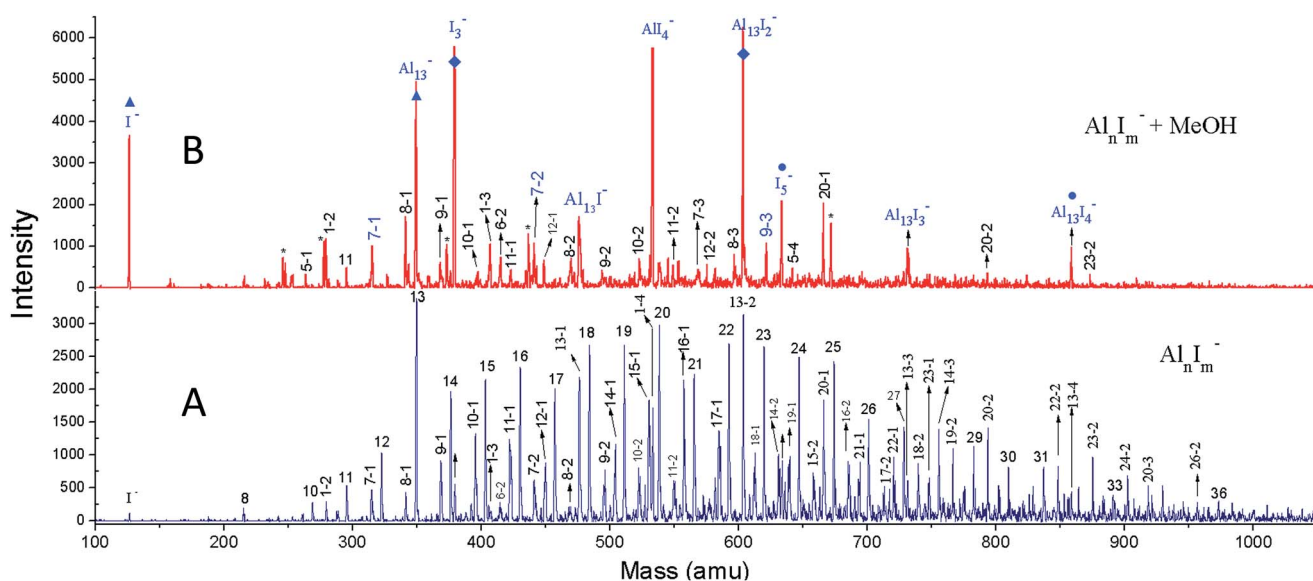 I₃⁻ AlI₄⁻ Al₁₃I₂⁻
Al₁₃⁻
I⁻
B
Al₁₃I⁻
I₅⁻
Al₁₃I₃⁻
Al₁₃I₄⁻
AlₙIₘ⁻ + MeOH
6000
5000
4000
3000
2000
1000
0
* 5-1 * 1-2 11 7-1 8-1 9-1 * 10-1 1-3 6-2 11-1 * 7-2 12-1 8-2 9-2 10-2 11-2 7-3 12-2 8-3 9-3 5-4 20-1 * 20-2 23-2
Intensity
A
AlₙIₘ⁻
3000
2500
2000
1500
1000
500
0
I⁻ 8 10 1-2 11 7-1 12 8-1 13 9-1 14 10-1 15 1-3 6-2 11-1 16 7-2 12-1 17 8-2 13-1 18 9-2 14-1 19 10-2 15-1 1-4 20 11-2 16-1 21 17-1 22 13-2 18-1 23 14-2 19-1 24 15-2 20-1 25 16-2 21-1 26 17-2 22-1 27 13-3 18-2 23-1 14-3 19-2 29 20-2 30 31 22-2 13-4 23-2 33 24-2 20-3 26-2 36
100 200 300 400 500 600 700 800 900 1000
Mass (amu)